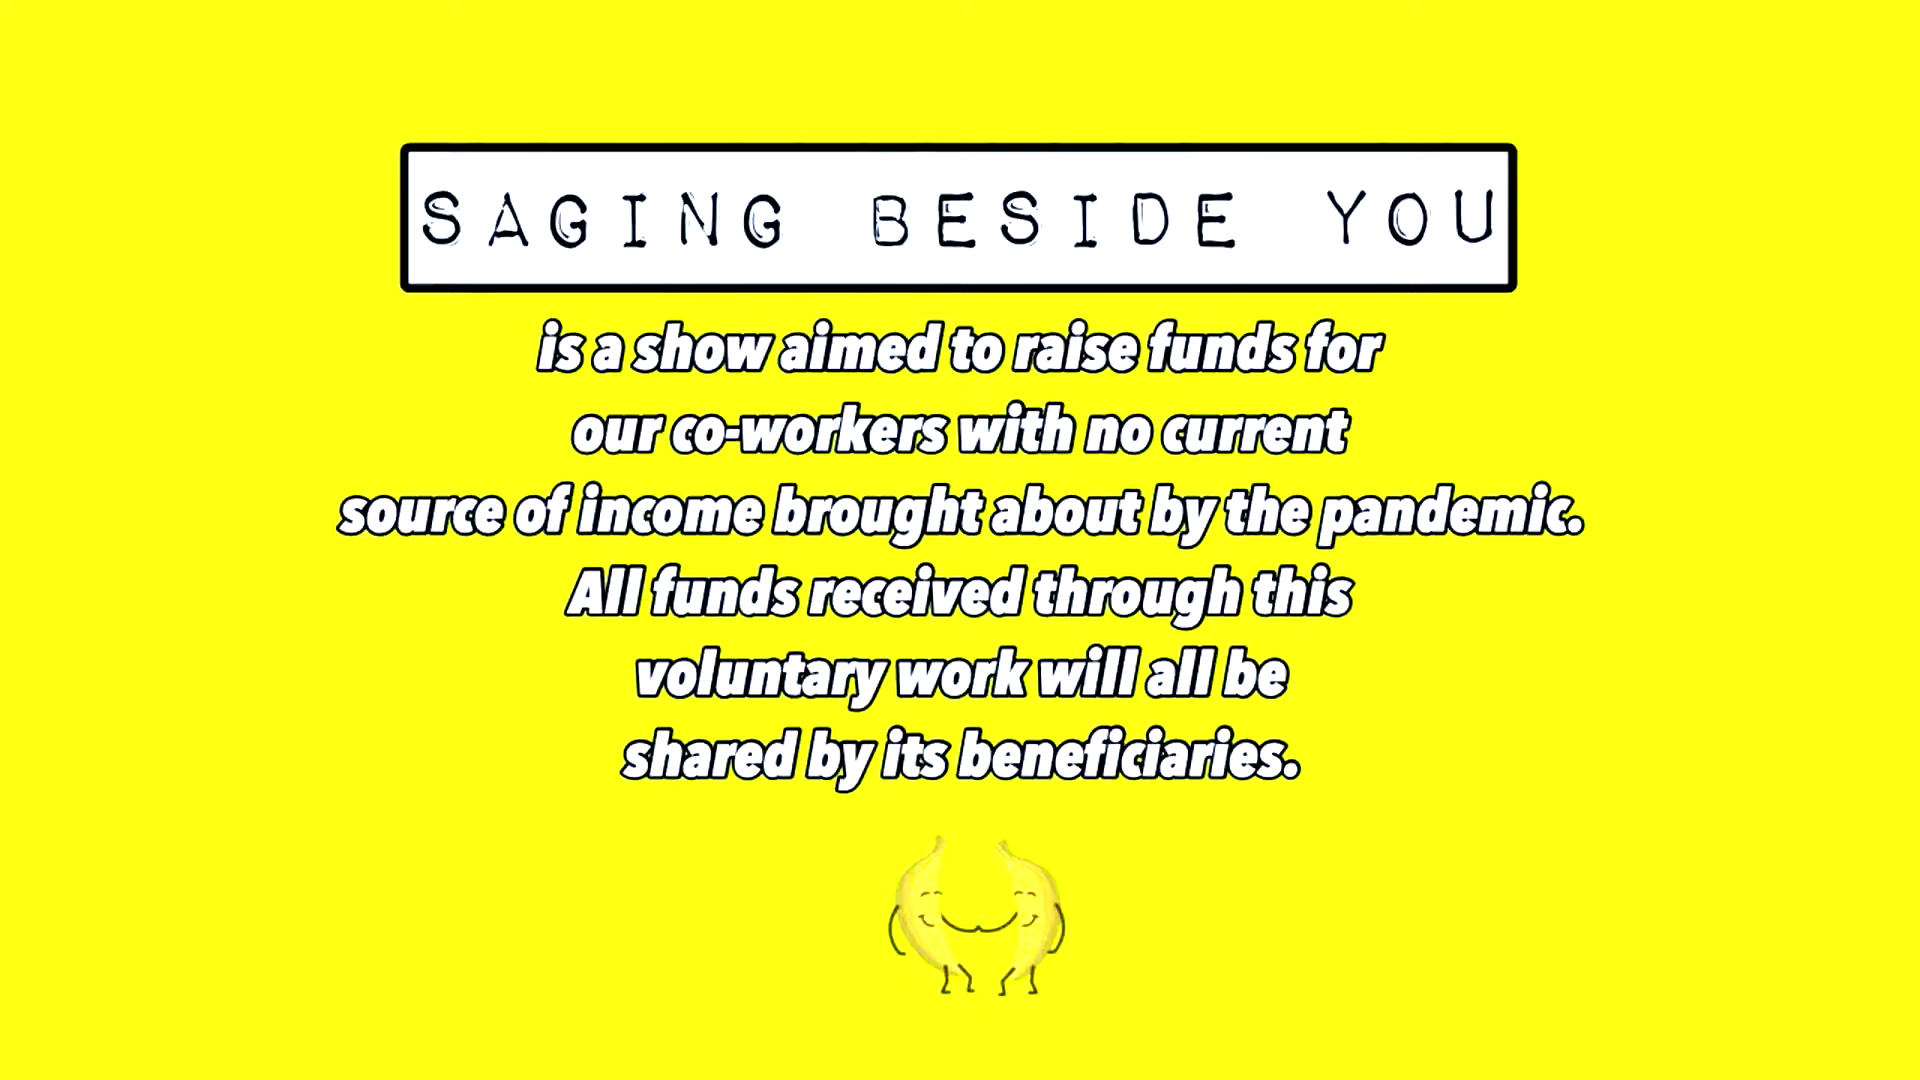 SAGING BESIDE YOU
is a show aimed to raise funds for
our co-workers with no current
source of income brought about by the pandemic.
All funds received through this
voluntary work will all be
shared by its beneficiaries.